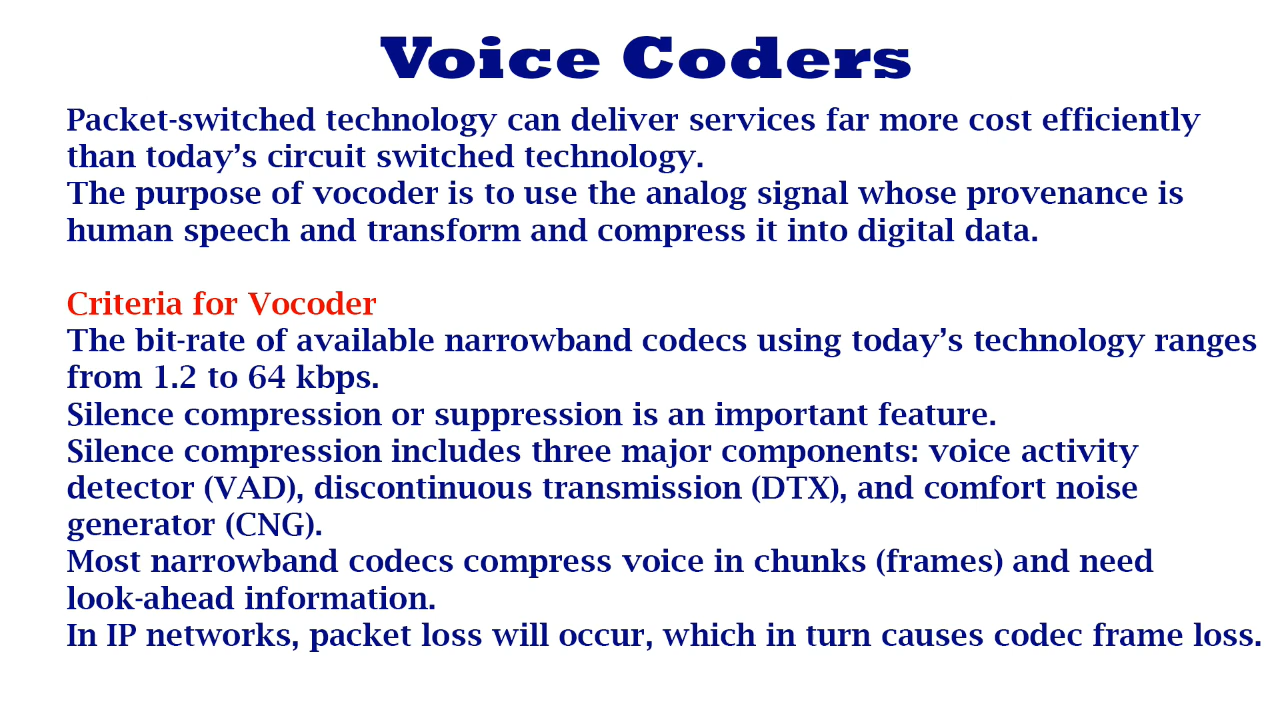 Voice Coders
Packet-switched technology can deliver services far more cost efficiently
than today's circuit switched technology.
The purpose of vocoder is to use the analog signal whose provenance is
human speech and transform and compress it into digital data.
Criteria for Vocoder
The bit-rate of available narrowband codecs using today's technology ranges
from 1.2 to 64 kbps.
Silence compression or suppression is an important feature.
Silence compression includes three major components: voice activity
detector (VAD), discontinuous transmission (DTX), and comfort noise
generator (CNG).
Most narrowband codecs compress voice in chunks (frames) and need
look-ahead information.
In IP networks, packet loss will occur, which in turn causes codec frame loss.